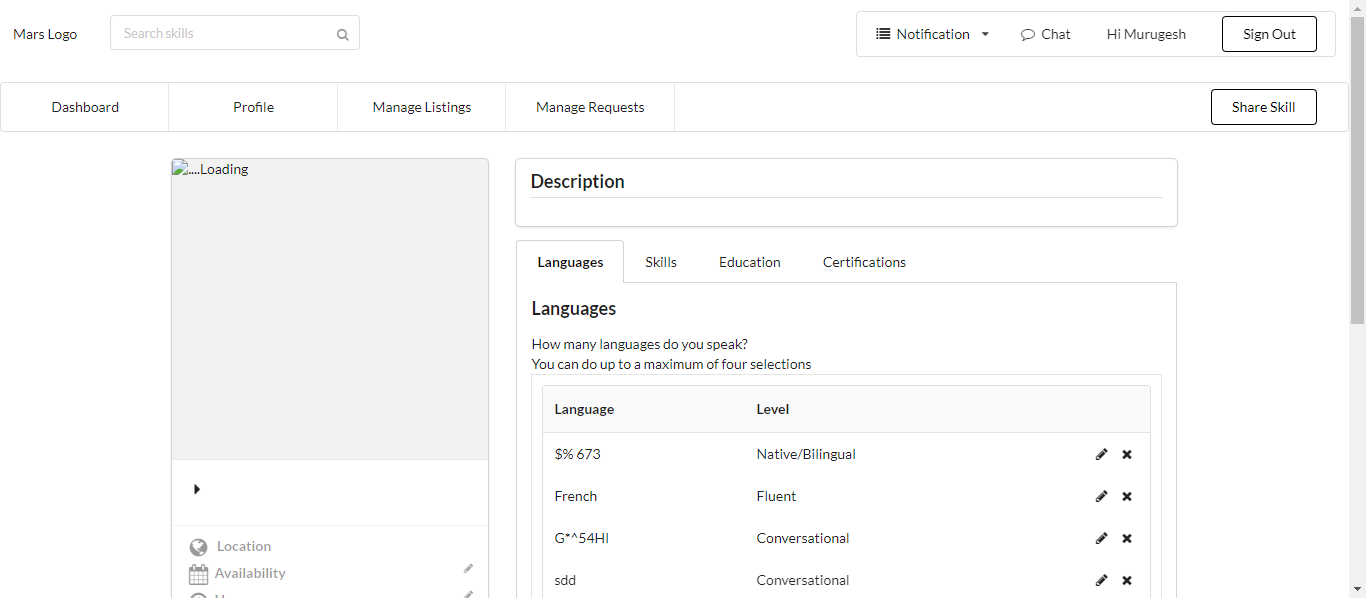 Mars Logo
Search skills
Notification
Chat
Hi Murugesh
Sign Out
Dashboard
Profile
Manage Listings
Manage Requests
Share Skill
....Loading
Description
Languages
Skills
Education
Certifications
Languages
How many languages do you speak?
You can do up to a maximum of four selections
Language Level
$% 673 Native/Bilingual
French Fluent
G*^54HI Conversational
sdd Conversational
Location
Availability